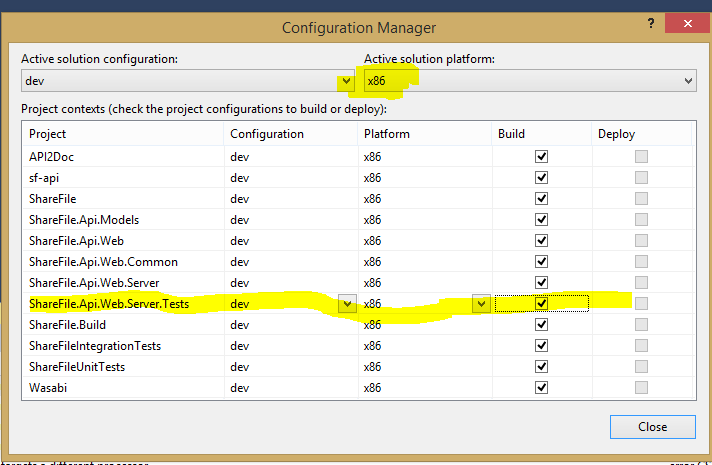 Configuration Manager
?
Active solution configuration: Active solution platform:
dev x86
Project contexts (check the project configurations to build or deploy):
Project Configuration Platform Build Deploy
API2Doc dev x86
sf-api dev x86
ShareFile dev x86
ShareFile.Api.Models dev x86
ShareFile.Api.Web dev x86
ShareFile.Api.Web.Common dev x86
ShareFile.Api.Web.Server dev x86
ShareFile.Api.Web.Server.Tests dev x86
ShareFile.Build dev x86
ShareFileIntegrationTests dev x86
ShareFileUnitTests dev x86
Wasabi dev x86
Close